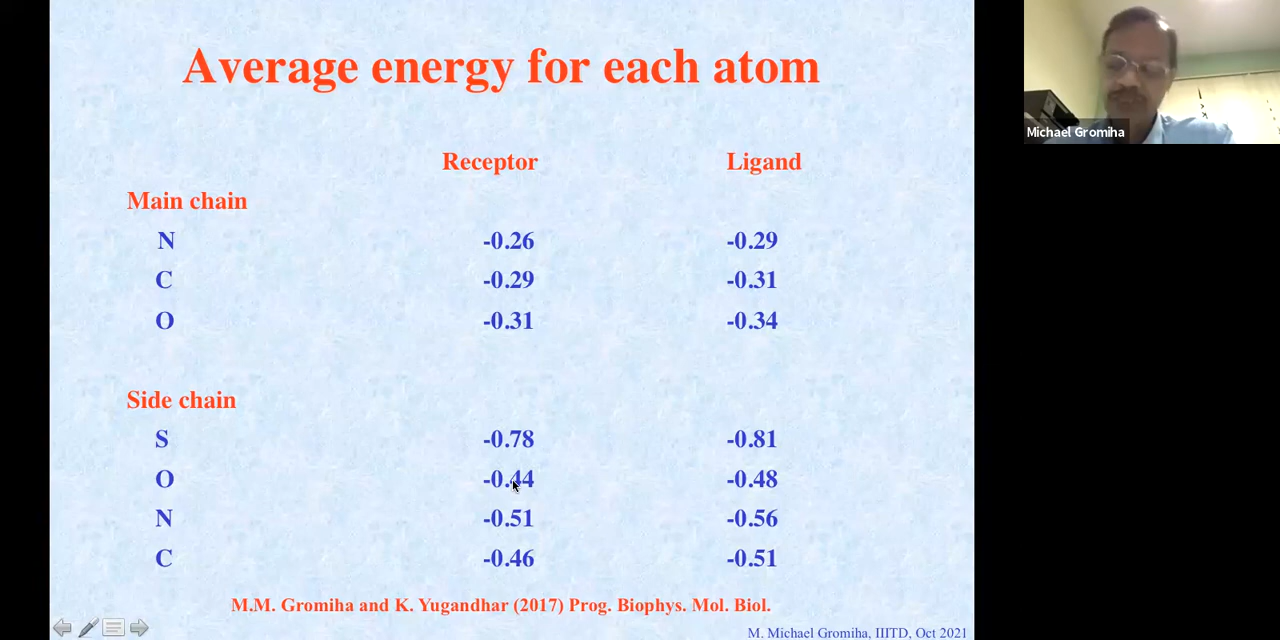 Average energy for each atom
Michael Gromiha
Receptor Ligand
Main chain
N -0.26 -0.29
C -0.29 -0.31
O -0.31 -0.34
Side chain
S -0.78 -0.81
O -0.44 -0.48
N -0.51 -0.56
C -0.46 -0.51
M.M. Gromiha and K. Yugandhar (2017) Prog. Biophys. Mol. Biol.
M. Michael Gromiha, IIITD, Oct 2021